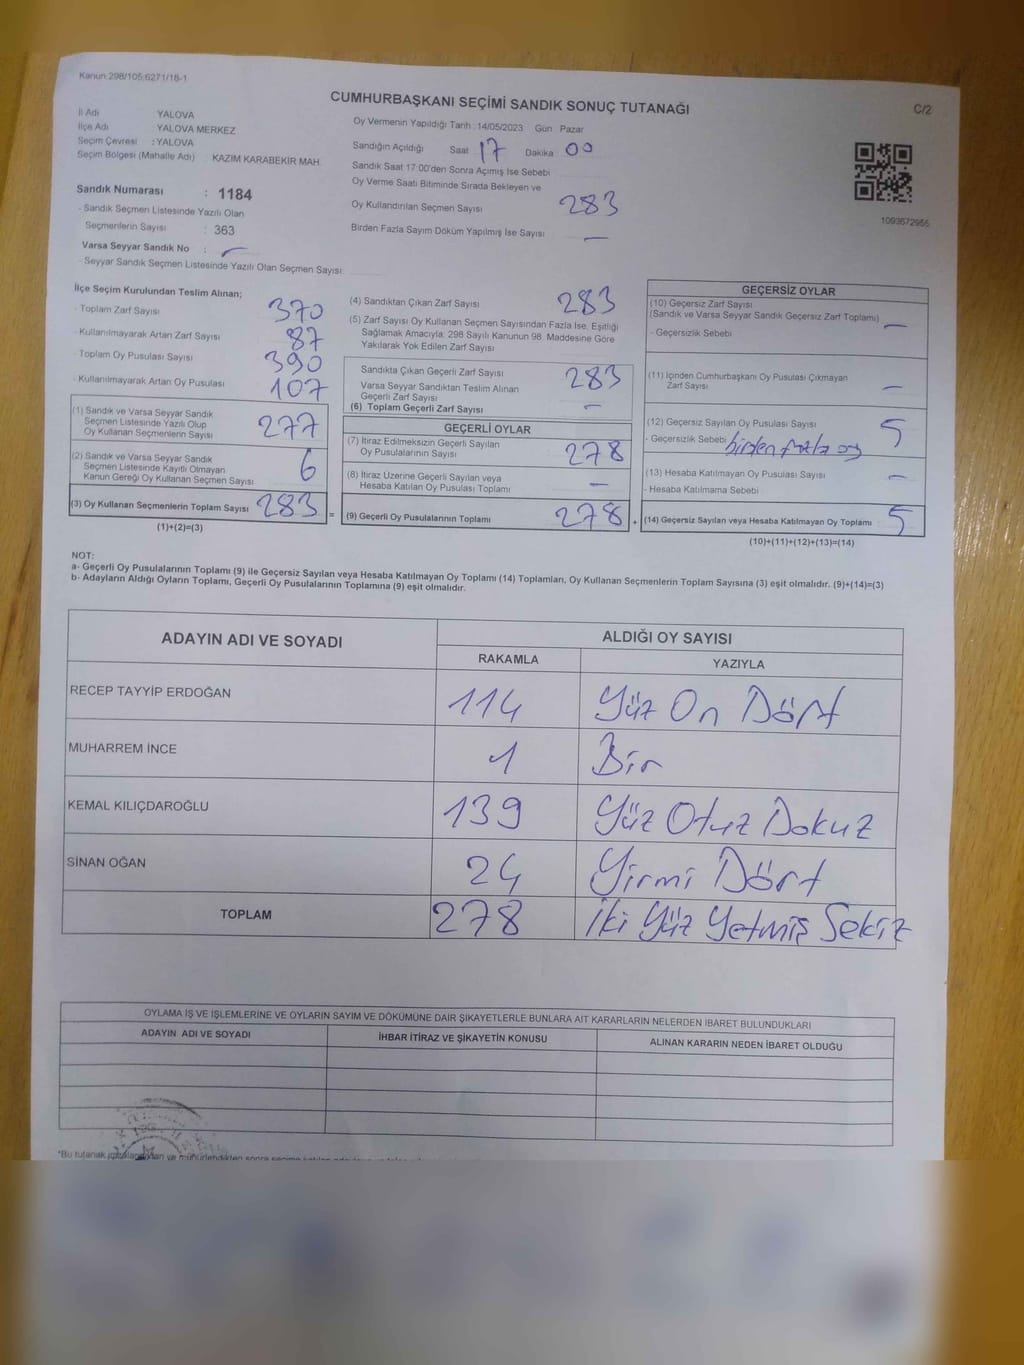 Kanun:298/105;6271/18-1
CUMHURBAŞKANI SEÇİMİ SANDIK SONUÇ TUTANAĞI
C/2
İl Adı YALOVA
İlçe Adı YALOVA MERKEZ
Seçim Çevresi : YALOVA
Seçim Bölgesi (Mahalle Adı) : KAZIM KARABEKİR MAH.
Sandık Numarası : 1184
- Sandık Seçmen Listesinde Yazılı Olan
Seçmenlerin Sayısı : 363
Varsa Seyyar Sandık No : -
- Seyyar Sandık Seçmen Listesinde Yazılı Olan Seçmen Sayısı:
Oy Vermenin Yapıldığı Tarih : 14/05/2023 Gün Pazar
Sandığın Açıldığı Saat 17 Dakika 00
Sandık Saat 17:00'den Sonra Açımış İse Sebebi
Oy Verme Saati Bitiminde Sırada Bekleyen ve
Oy Kullandırılan Seçmen Sayısı 283
Birden Fazla Sayım Döküm Yapılmış İse Sayısı -
1093672955
İlçe Seçim Kurulundan Teslim Alınan;
- Toplam Zarf Sayısı 370
- Kullanılmayarak Artan Zarf Sayısı 87
- Toplam Oy Pusulası Sayısı 390
- Kullanılmayarak Artan Oy Pusulası 107
(1) Sandık ve Varsa Seyyar Sandık
Seçmen Listesinde Yazılı Olup
Oy Kullanan Seçmenlerin Sayısı 277
(2) Sandık ve Varsa Seyyar Sandık
Seçmen Listesinde Kayıtlı Olmayan
Kanun Gereği Oy Kullanan Seçmen Sayısı 6
(3) Oy Kullanan Seçmenlerin Toplam Sayısı 283 =
(1)+(2)=(3)
(4) Sandıktan Çıkan Zarf Sayısı 283
(5) Zarf Sayısı Oy Kullanan Seçmen Sayısından Fazla İse, Eşitliği
Sağlamak Amacıyla; 298 Sayılı Kanunun 98. Maddesine Göre
Yakılarak Yok Edilen Zarf Sayısı
Sandıkta Çıkan Geçerli Zarf Sayısı 283
Varsa Seyyar Sandıktan Teslim Alınan
Geçerli Zarf Sayısı -
(6) Toplam Geçerli Zarf Sayısı
GEÇERLİ OYLAR
(7) İtiraz Edilmeksizin Geçerli Sayılan
Oy Pusulalarının Sayısı 278
(8) İtiraz Üzerine Geçerli Sayılan veya
Hesaba Katılan Oy Pusulası Toplamı -
(9) Geçerli Oy Pusulalarının Toplamı 278 +
GEÇERSİZ OYLAR
(10) Geçersiz Zarf Sayısı
(Sandık ve Varsa Seyyar Sandık Geçersiz Zarf Toplamı) -
- Geçersizlik Sebebi
(11) İçinden Cumhurbaşkanı Oy Pusulası Çıkmayan
Zarf Sayısı -
(12) Geçersiz Sayılan Oy Pusulası Sayısı 5
- Geçersizlik Sebebi birden fazla oy
(13) Hesaba Katılmayan Oy Pusulası Sayısı -
- Hesaba Katılmama Sebebi
(14) Geçersiz Sayılan veya Hesaba Katılmayan Oy Toplamı 5
(10)+(11)+(12)+(13)=(14)
NOT:
a- Geçerli Oy Pusulalarının Toplamı (9) ile Geçersiz Sayılan veya Hesaba Katılmayan Oy Toplamı (14) Toplamları, Oy Kullanan Seçmenlerin Toplam Sayısına (3) eşit olmalıdır. (9)+(14)=(3)
b- Adayların Aldığı Oyların Toplamı, Geçerli Oy Pusulalarının Toplamına (9) eşit olmalıdır.
ADAYIN ADI VE SOYADI ALDIĞI OY SAYISI
RAKAMLA YAZIYLA
RECEP TAYYİP ERDOĞAN 114 Yüz On Dört
MUHARREM İNCE 1 Bir
KEMAL KILIÇDAROĞLU 139 Yüz Otuz Dokuz
SİNAN OĞAN 24 Yirmi Dört
TOPLAM 278 İki Yüz Yetmiş Sekiz
OYLAMA İŞ VE İŞLEMLERİNE VE OYLARIN SAYIM VE DÖKÜMÜNE DAİR ŞİKAYETLERLE BUNLARA AİT KARARLARIN NELERDEN İBARET BULUNDUKLARI
ADAYIN ADI VE SOYADI İHBAR İTİRAZ VE ŞİKAYETİN KONUSU ALINAN KARARIN NEDEN İBARET OLDUĞU
*Bu tutanak